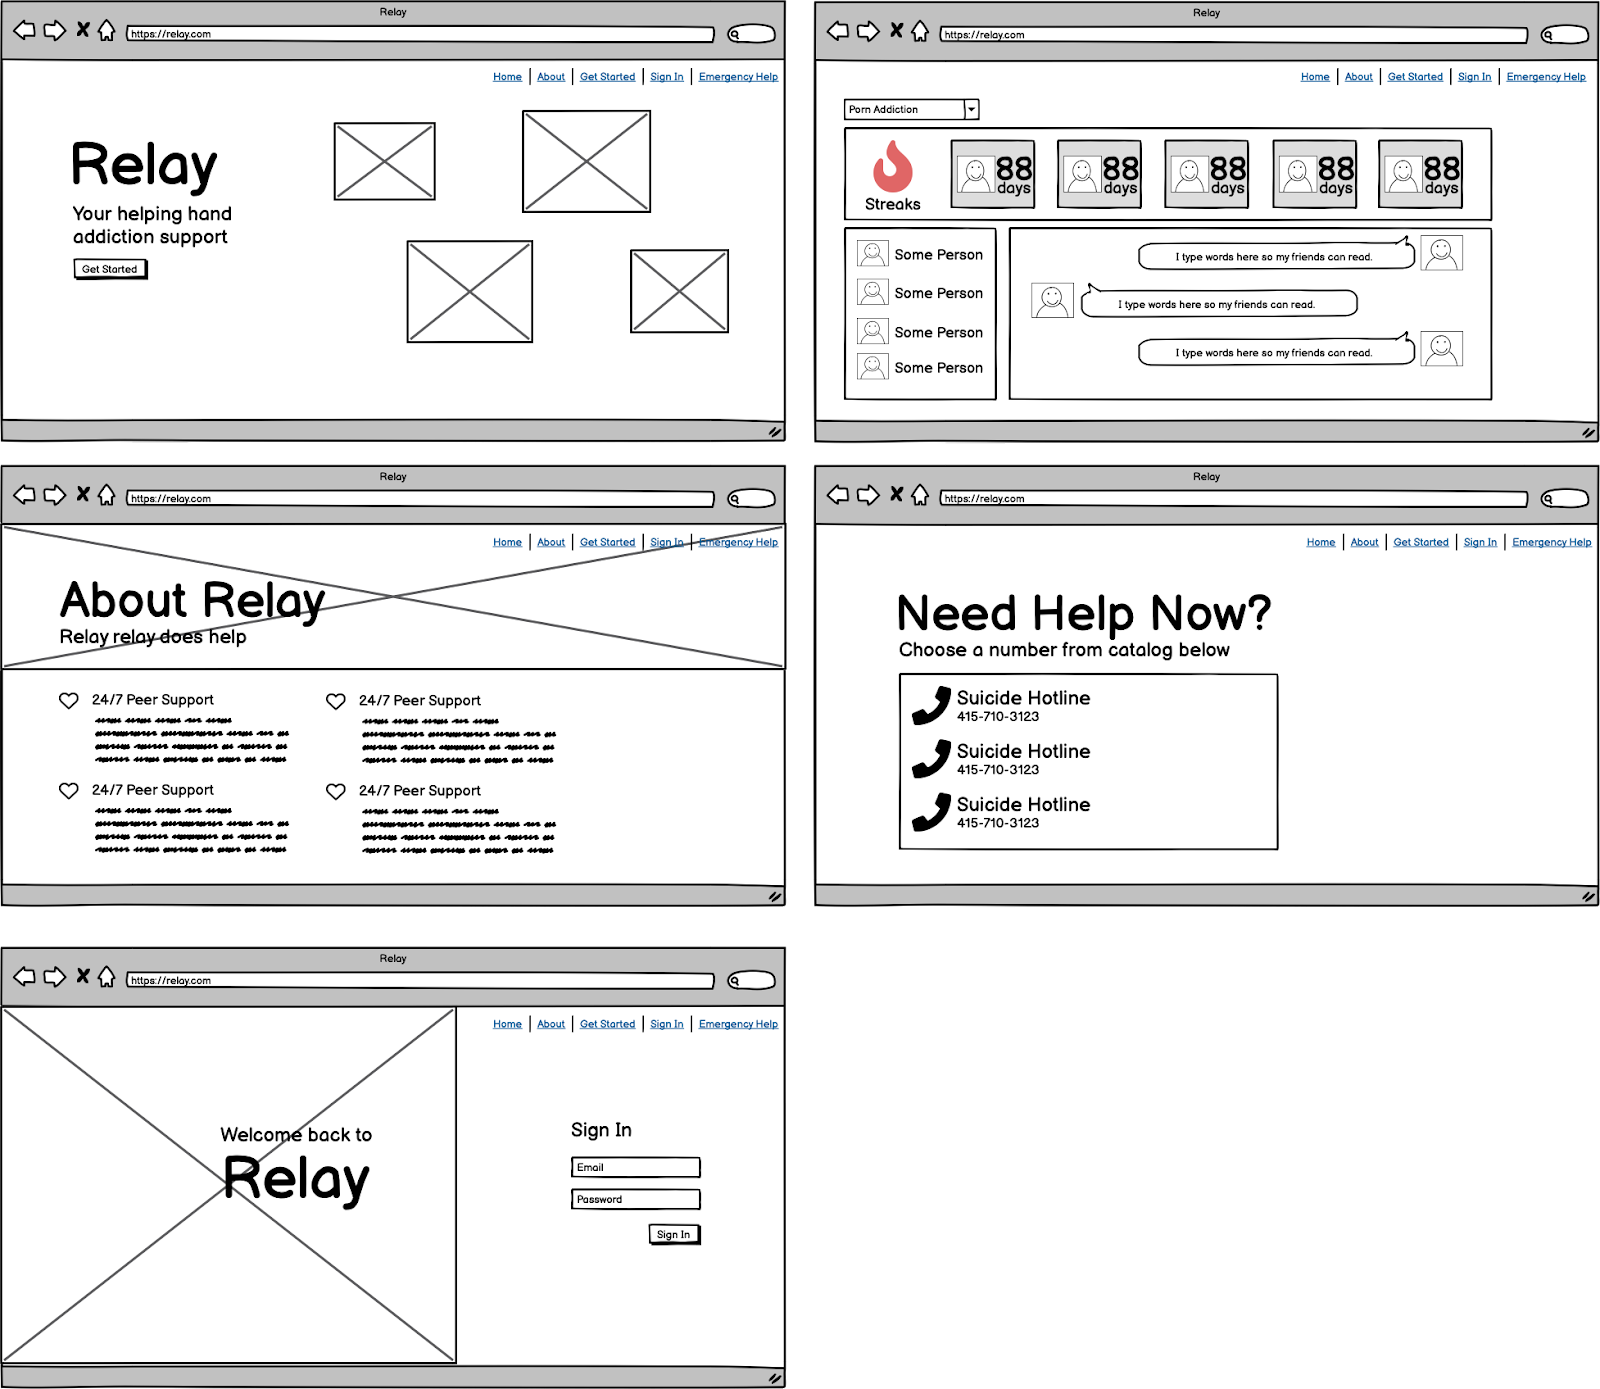 Relay
https://relay.com
Home About Get Started Sign In Emergency Help
Relay
Your helping hand
addiction support
Get Started
Relay
https://relay.com
Home About Get Started Sign In Emergency Help
Porn Addiction
Streaks
88 days
88 days
88 days
88 days
88 days
Some Person
Some Person
Some Person
Some Person
I type words here so my friends can read.
I type words here so my friends can read.
I type words here so my friends can read.
Relay
https://relay.com
Home About Get Started Sign In Emergency Help
About Relay
Relay relay does help
24/7 Peer Support
24/7 Peer Support
24/7 Peer Support
24/7 Peer Support
Relay
https://relay.com
Home About Get Started Sign In Emergency Help
Need Help Now?
Choose a number from catalog below
Suicide Hotline
415-710-3123
Suicide Hotline
415-710-3123
Suicide Hotline
415-710-3123
Relay
https://relay.com
Home About Get Started Sign In Emergency Help
Welcome back to
Relay
Sign In
Email
Password
Sign In